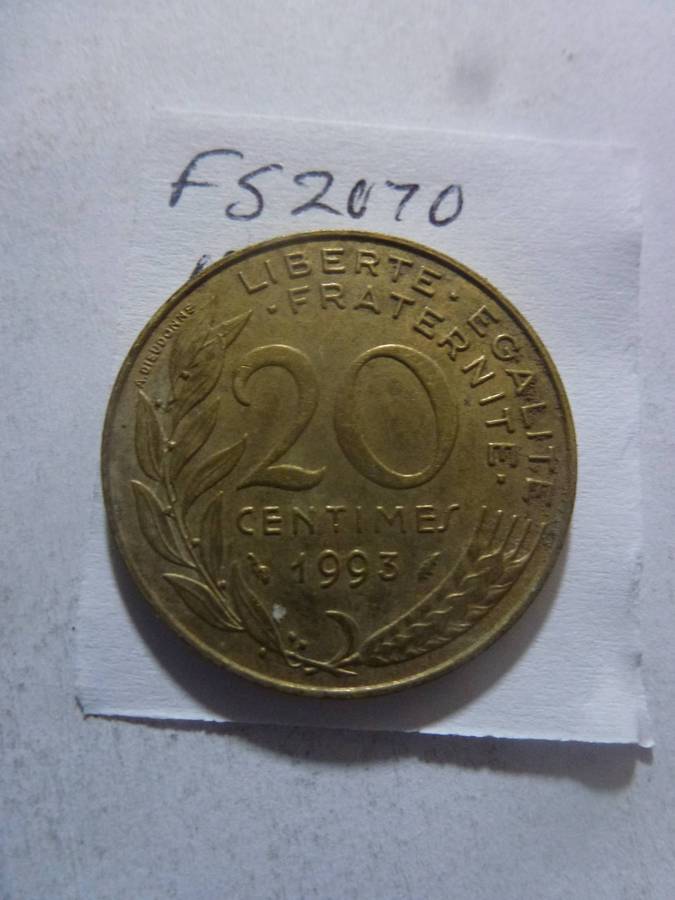 FS2070
LIBERTE · EGALITE
· FRATERNITE ·
A.DIEUDONNE
20
CENTIMES
1993